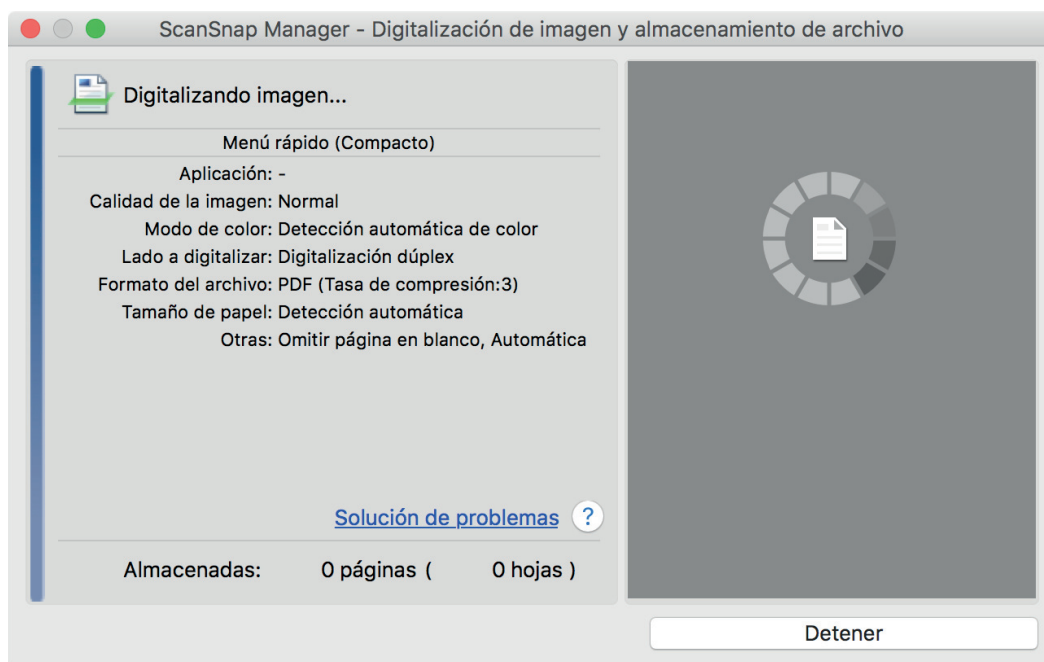 ScanSnap Manager - Digitalización de imagen y almacenamiento de archivo
Digitalizando imagen...
Menú rápido (Compacto)
Aplicación: -
Calidad de la imagen: Normal
Modo de color: Detección automática de color
Lado a digitalizar: Digitalización dúplex
Formato del archivo: PDF (Tasa de compresión:3)
Tamaño de papel: Detección automática
Otras: Omitir página en blanco, Automática
Solución de problemas ?
Almacenadas: 0 páginas ( 0 hojas )
Detener